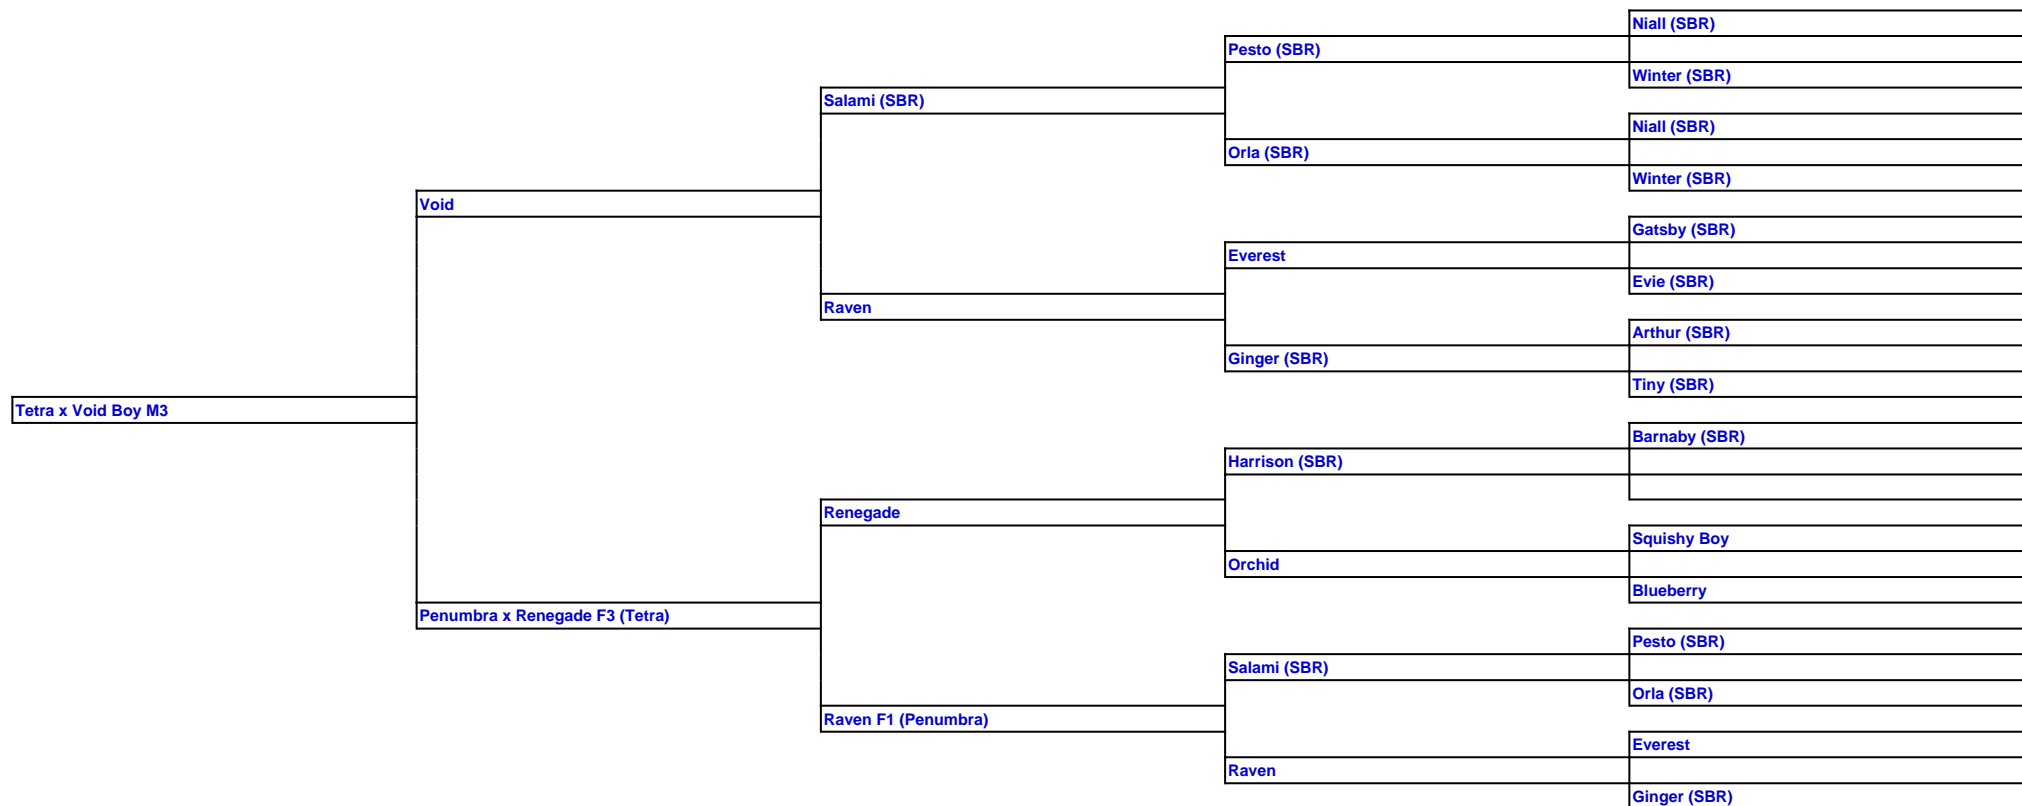 Niall (SBR)
Pesto (SBR)
Winter (SBR)
Salami (SBR)
Niall (SBR)
Orla (SBR)
Winter (SBR)
Void
Gatsby (SBR)
Everest
Evie (SBR)
Raven
Arthur (SBR)
Ginger (SBR)
Tiny (SBR)
Tetra x Void Boy M3
Barnaby (SBR)
Harrison (SBR)
Renegade
Squishy Boy
Orchid
Blueberry
Penumbra x Renegade F3 (Tetra)
Pesto (SBR)
Salami (SBR)
Orla (SBR)
Raven F1 (Penumbra)
Everest
Raven
Ginger (SBR)